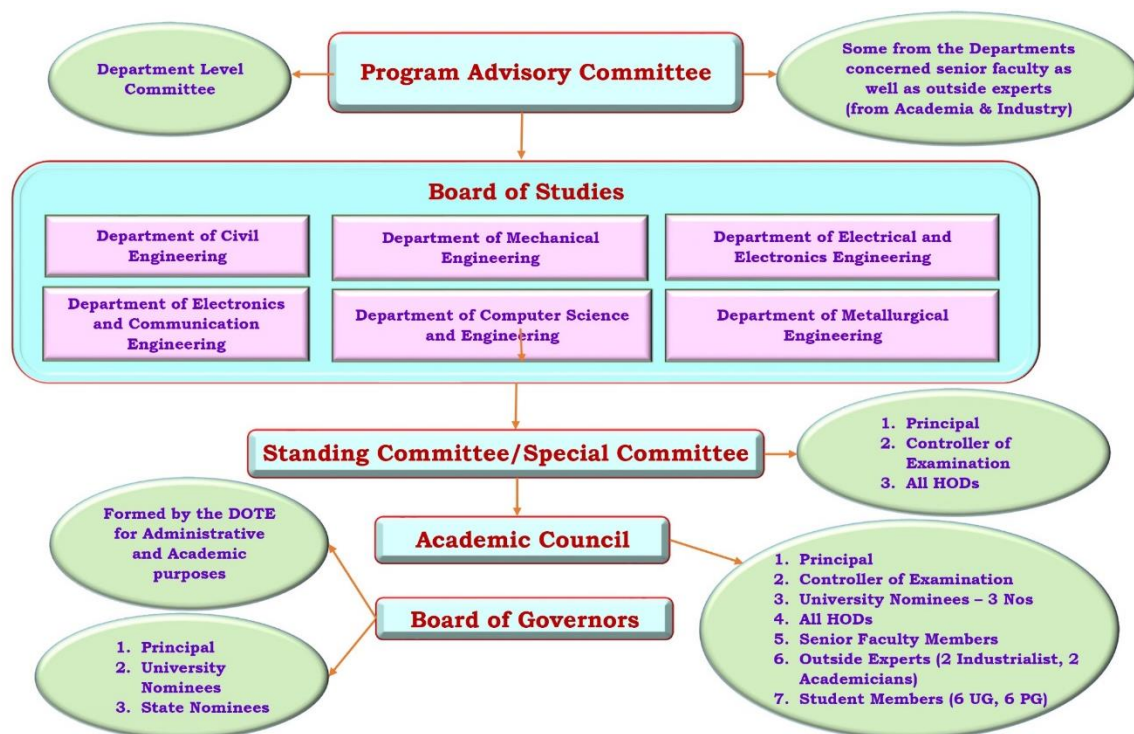 Department Level
Committee
Program Advisory Committee
Some from the Departments
concerned senior faculty as
well as outside experts
(from Academia & Industry)
Board of Studies
Department of Civil
Engineering
Department of Mechanical
Engineering
Department of Electrical and
Electronics Engineering
Department of Electronics
and Communication
Engineering
Department of Computer Science
and Engineering
Department of Metallurgical
Engineering
Standing Committee/Special Committee
1. Principal
2. Controller of
Examination
3. All HODs
Formed by the DOTE
for Administrative
and Academic
purposes
Academic Council
1. Principal
2. Controller of Examination
3. University Nominees – 3 Nos
4. All HODs
5. Senior Faculty Members
6. Outside Experts (2 Industrialist, 2
Academicians)
7. Student Members (6 UG, 6 PG)
Board of Governors
1. Principal
2. University
Nominees
3. State Nominees